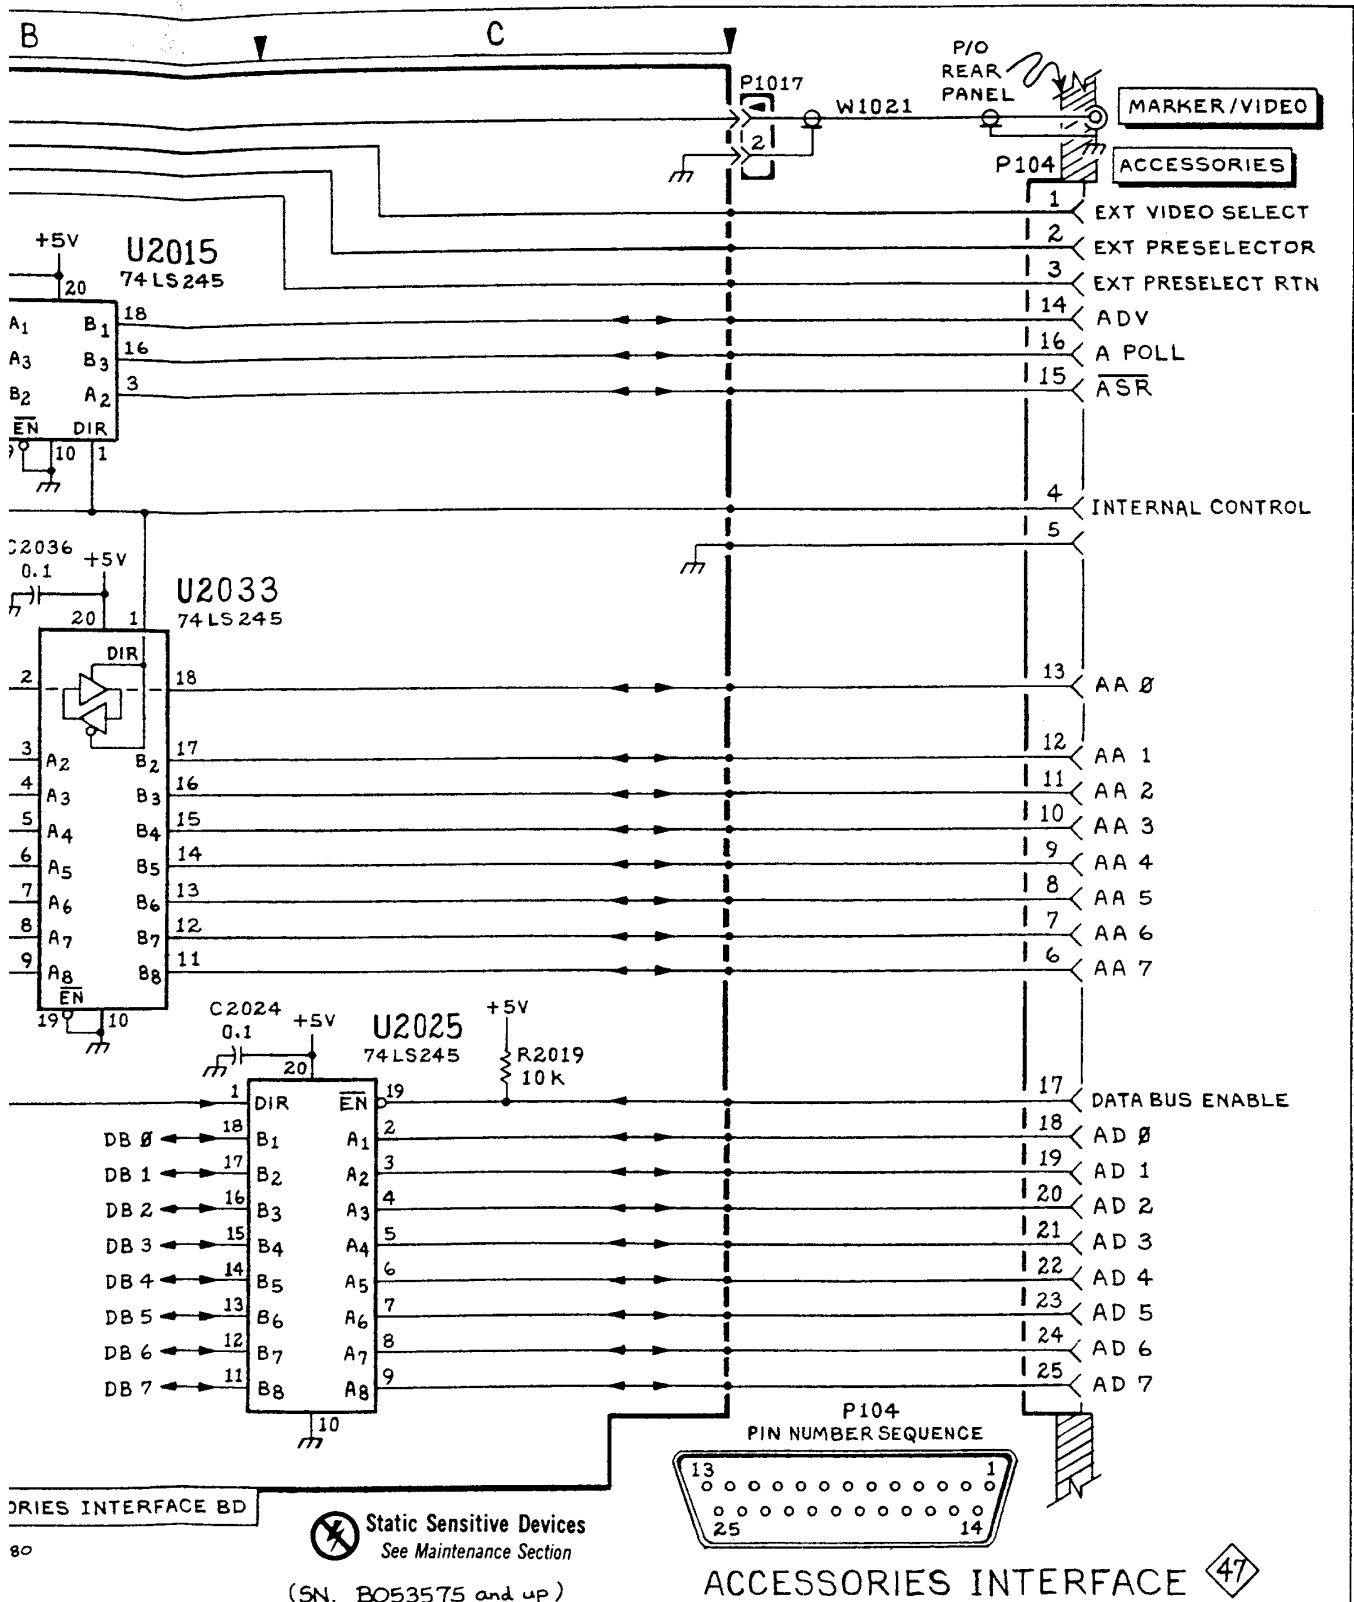 B C
P/O
REAR
PANEL
P1017
W1021
MARKER/VIDEO
2
P104
ACCESSORIES
1 EXT VIDEO SELECT
2 EXT PRESELECTOR
3 EXT PRESELECT RTN
+5V
U2015
74LS245
20
A1 B1 18
14 ADV
A3 B3 16
16 A POLL
B2 A2 3
15 A̅S̅R̅
E̅N̅ DIR
9 10 1
4 INTERNAL CONTROL
5
C2036
0.1
+5V
U2033
74LS245
20 1
DIR
2 18 13 AA Ø
3 A2 B2 17 12 AA 1
4 A3 B3 16 11 AA 2
5 A4 B4 15 10 AA 3
6 A5 B5 14 9 AA 4
7 A6 B6 13 8 AA 5
8 A7 B7 12 7 AA 6
9 A8 B8 11 6 AA 7
E̅N̅
19 10
C2024
0.1
+5V
U2025
74LS245
+5V
R2019
10K
20
1 DIR E̅N̅ 19 17 DATA BUS ENABLE
DB Ø 18 B1 A1 2 18 AD Ø
DB 1 17 B2 A2 3 19 AD 1
DB 2 16 B3 A3 4 20 AD 2
DB 3 15 B4 A4 5 21 AD 3
DB 4 14 B5 A5 6 22 AD 4
DB 5 13 B6 A6 7 23 AD 5
DB 6 12 B7 A7 8 24 AD 6
DB 7 11 B8 A8 9 25 AD 7
10
P104
PIN NUMBER SEQUENCE
13 1
25 14
ORIES INTERFACE BD
80
Static Sensitive Devices
See Maintenance Section
(SN. B053575 and up)
ACCESSORIES INTERFACE 47